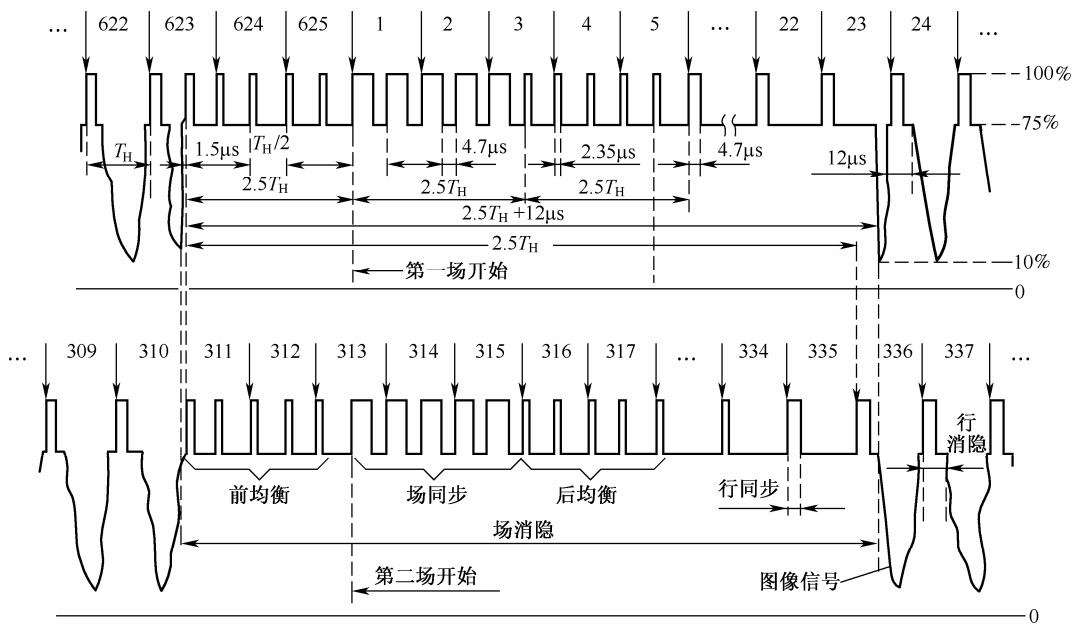 … 622 623 624 625 1 2 3 4 5 … 22 23 24 …
100%
75%
T_H 1.5μs T_H/2 4.7μs 2.35μs 4.7μs 12μs
2.5T_H 2.5T_H 2.5T_H
2.5T_H+12μs
2.5T_H
第一场开始
10%
0
… 309 310 311 312 313 314 315 316 317 … 334 335 336 337 …
行
消隐
前均衡 场同步 后均衡 行同步
场消隐
第二场开始 图像信号
0